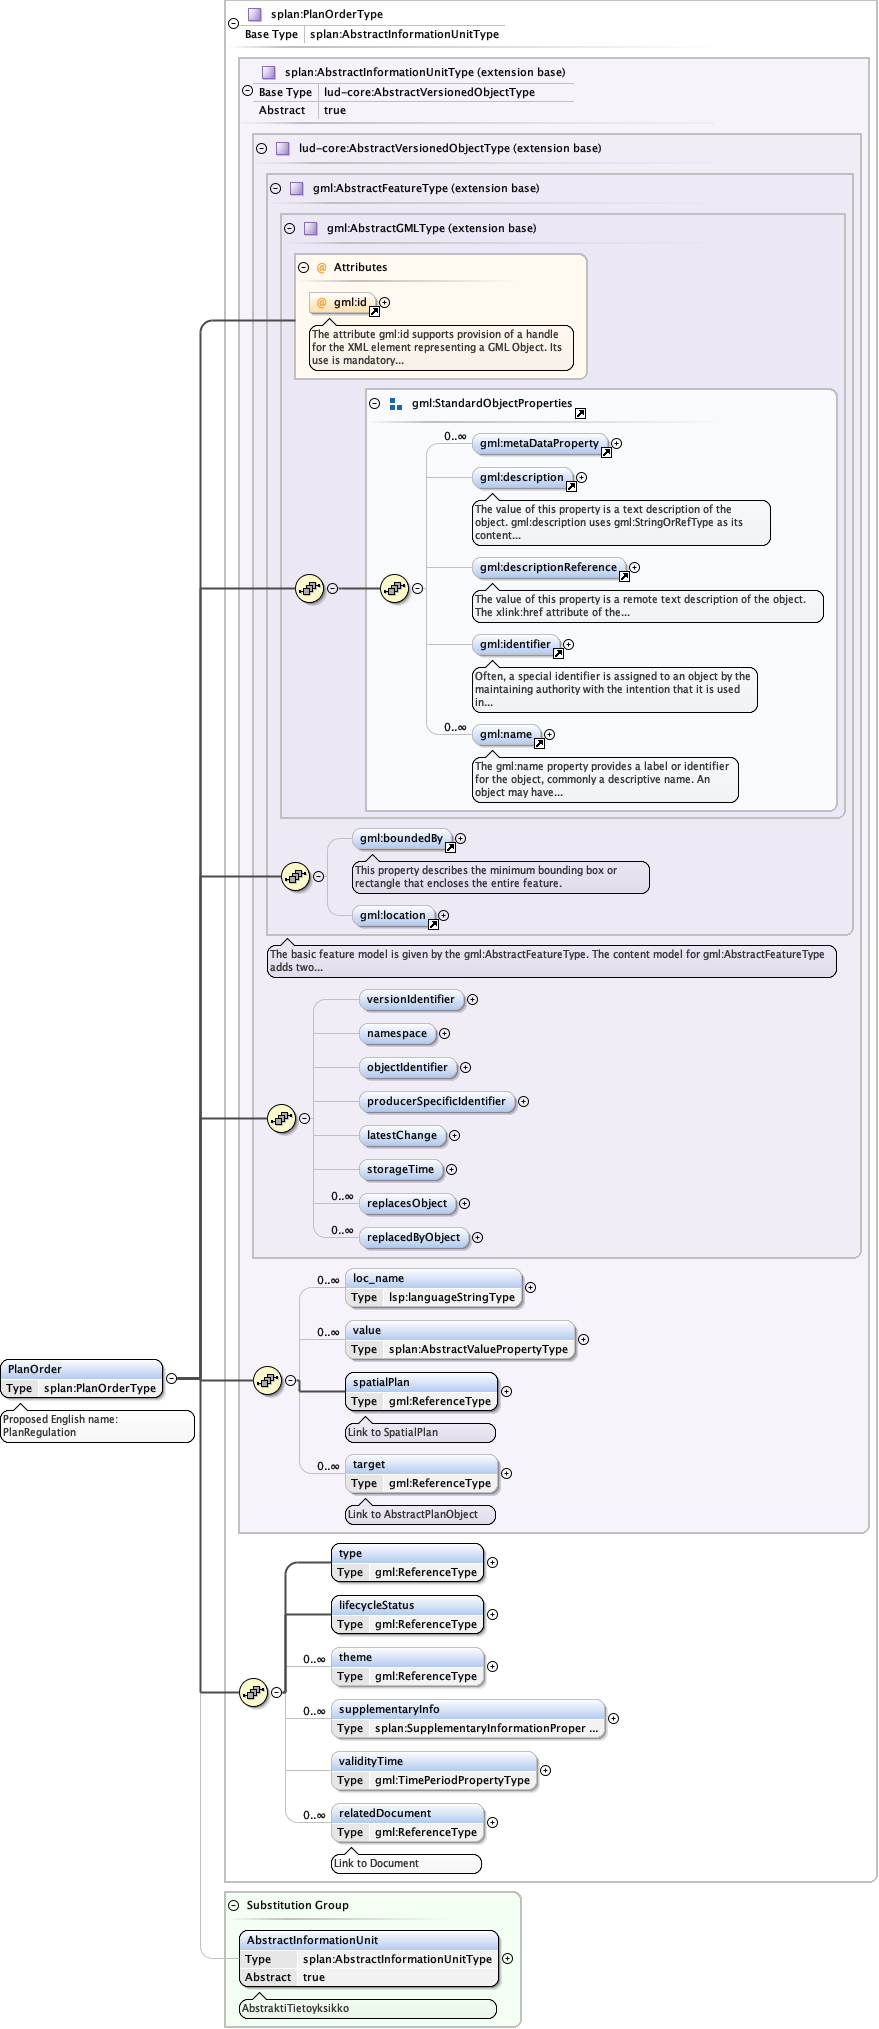 splan:PlanOrderType
Base Type splan:AbstractInformationUnitType
splan:AbstractInformationUnitType (extension base)
Base Type lud-core:AbstractVersionedObjectType
Abstract true
lud-core:AbstractVersionedObjectType (extension base)
gml:AbstractFeatureType (extension base)
gml:AbstractGMLType (extension base)
@ Attributes
@ gml:id
The attribute gml:id supports provision of a handle
for the XML element representing a GML Object. Its
use is mandatory...
gml:StandardObjectProperties
0..∞ gml:metaDataProperty
gml:description
The value of this property is a text description of the
object. gml:description uses gml:StringOrRefType as its
content...
gml:descriptionReference
The value of this property is a remote text description of the object.
The xlink:href attribute of the...
gml:identifier
Often, a special identifier is assigned to an object by the
maintaining authority with the intention that it is used
in...
0..∞ gml:name
The gml:name property provides a label or identifier
for the object, commonly a descriptive name. An
object may have...
gml:boundedBy
This property describes the minimum bounding box or
rectangle that encloses the entire feature.
gml:location
The basic feature model is given by the gml:AbstractFeatureType. The content model for gml:AbstractFeatureType
adds two...
versionIdentifier
namespace
objectIdentifier
producerSpecificIdentifier
latestChange
storageTime
0..∞ replacesObject
0..∞ replacedByObject
0..∞ loc_name
Type lsp:languageStringType
0..∞ value
Type splan:AbstractValuePropertyType
PlanOrder
Type splan:PlanOrderType
Proposed English name:
PlanRegulation
spatialPlan
Type gml:ReferenceType
Link to SpatialPlan
0..∞ target
Type gml:ReferenceType
Link to AbstractPlanObject
type
Type gml:ReferenceType
lifecycleStatus
Type gml:ReferenceType
0..∞ theme
Type gml:ReferenceType
0..∞ supplementaryInfo
Type splan:SupplementaryInformationProper ...
validityTime
Type gml:TimePeriodPropertyType
0..∞ relatedDocument
Type gml:ReferenceType
Link to Document
Substitution Group
AbstractInformationUnit
Type splan:AbstractInformationUnitType
Abstract true
AbstraktiTietoyksikko